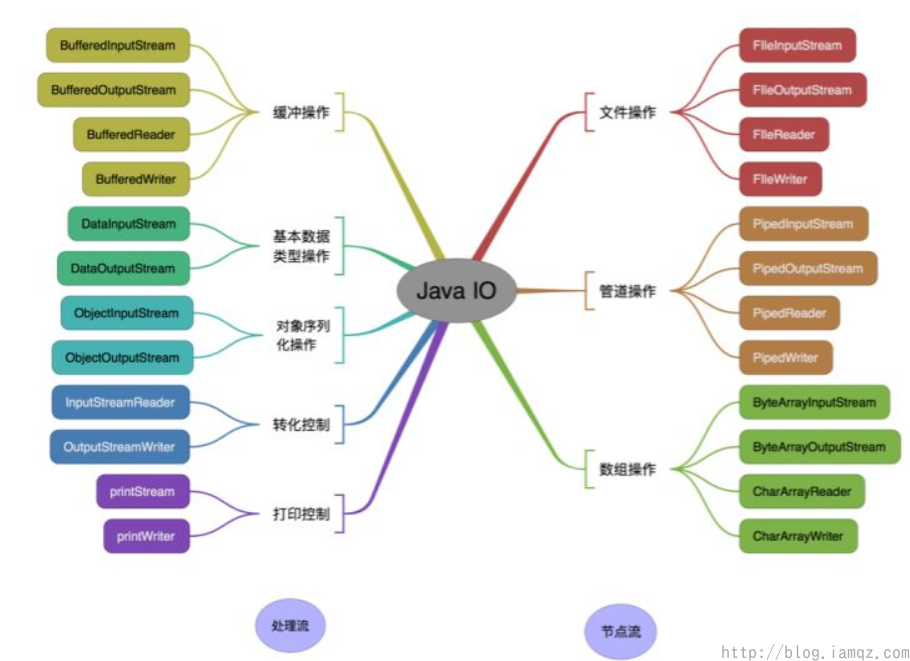 BufferedInputStream
BufferedOutputStream
BufferedReader
BufferedWriter
缓冲操作
DataInputStream
DataOutputStream
基本数据
类型操作
ObjectInputStream
ObjectOutputStream
对象序列
化操作
InputStreamReader
OutputStreamWriter
转化控制
printStream
printWriter
打印控制
Java IO
文件操作
FIleInputStream
FIleOutputStream
FIleReader
FIleWriter
管道操作
PipedInputStream
PipedOutputStream
PipedReader
PipedWriter
数组操作
ByteArrayInputStream
ByteArrayOutputStream
CharArrayReader
CharArrayWriter
处理流
节点流
http://blog.iamqz.com